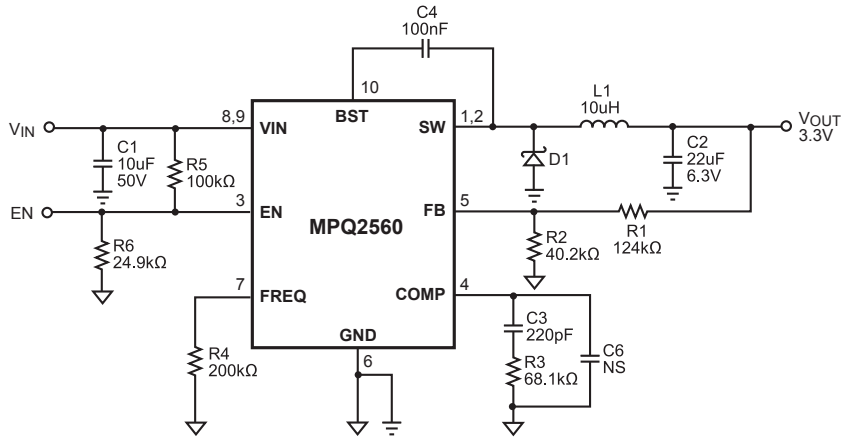 C4
100nF
10
BST
VIN
8,9
VIN
C1
10uF
50V
R5
100kΩ
EN
3
EN
R6
24.9kΩ
7
FREQ
R4
200kΩ
MPQ2560
GND
6
1,2
SW
L1
10uH
VOUT
3.3V
D1
C2
22uF
6.3V
5
FB
R2
40.2kΩ
R1
124kΩ
4
COMP
C3
220pF
R3
68.1kΩ
C6
NS